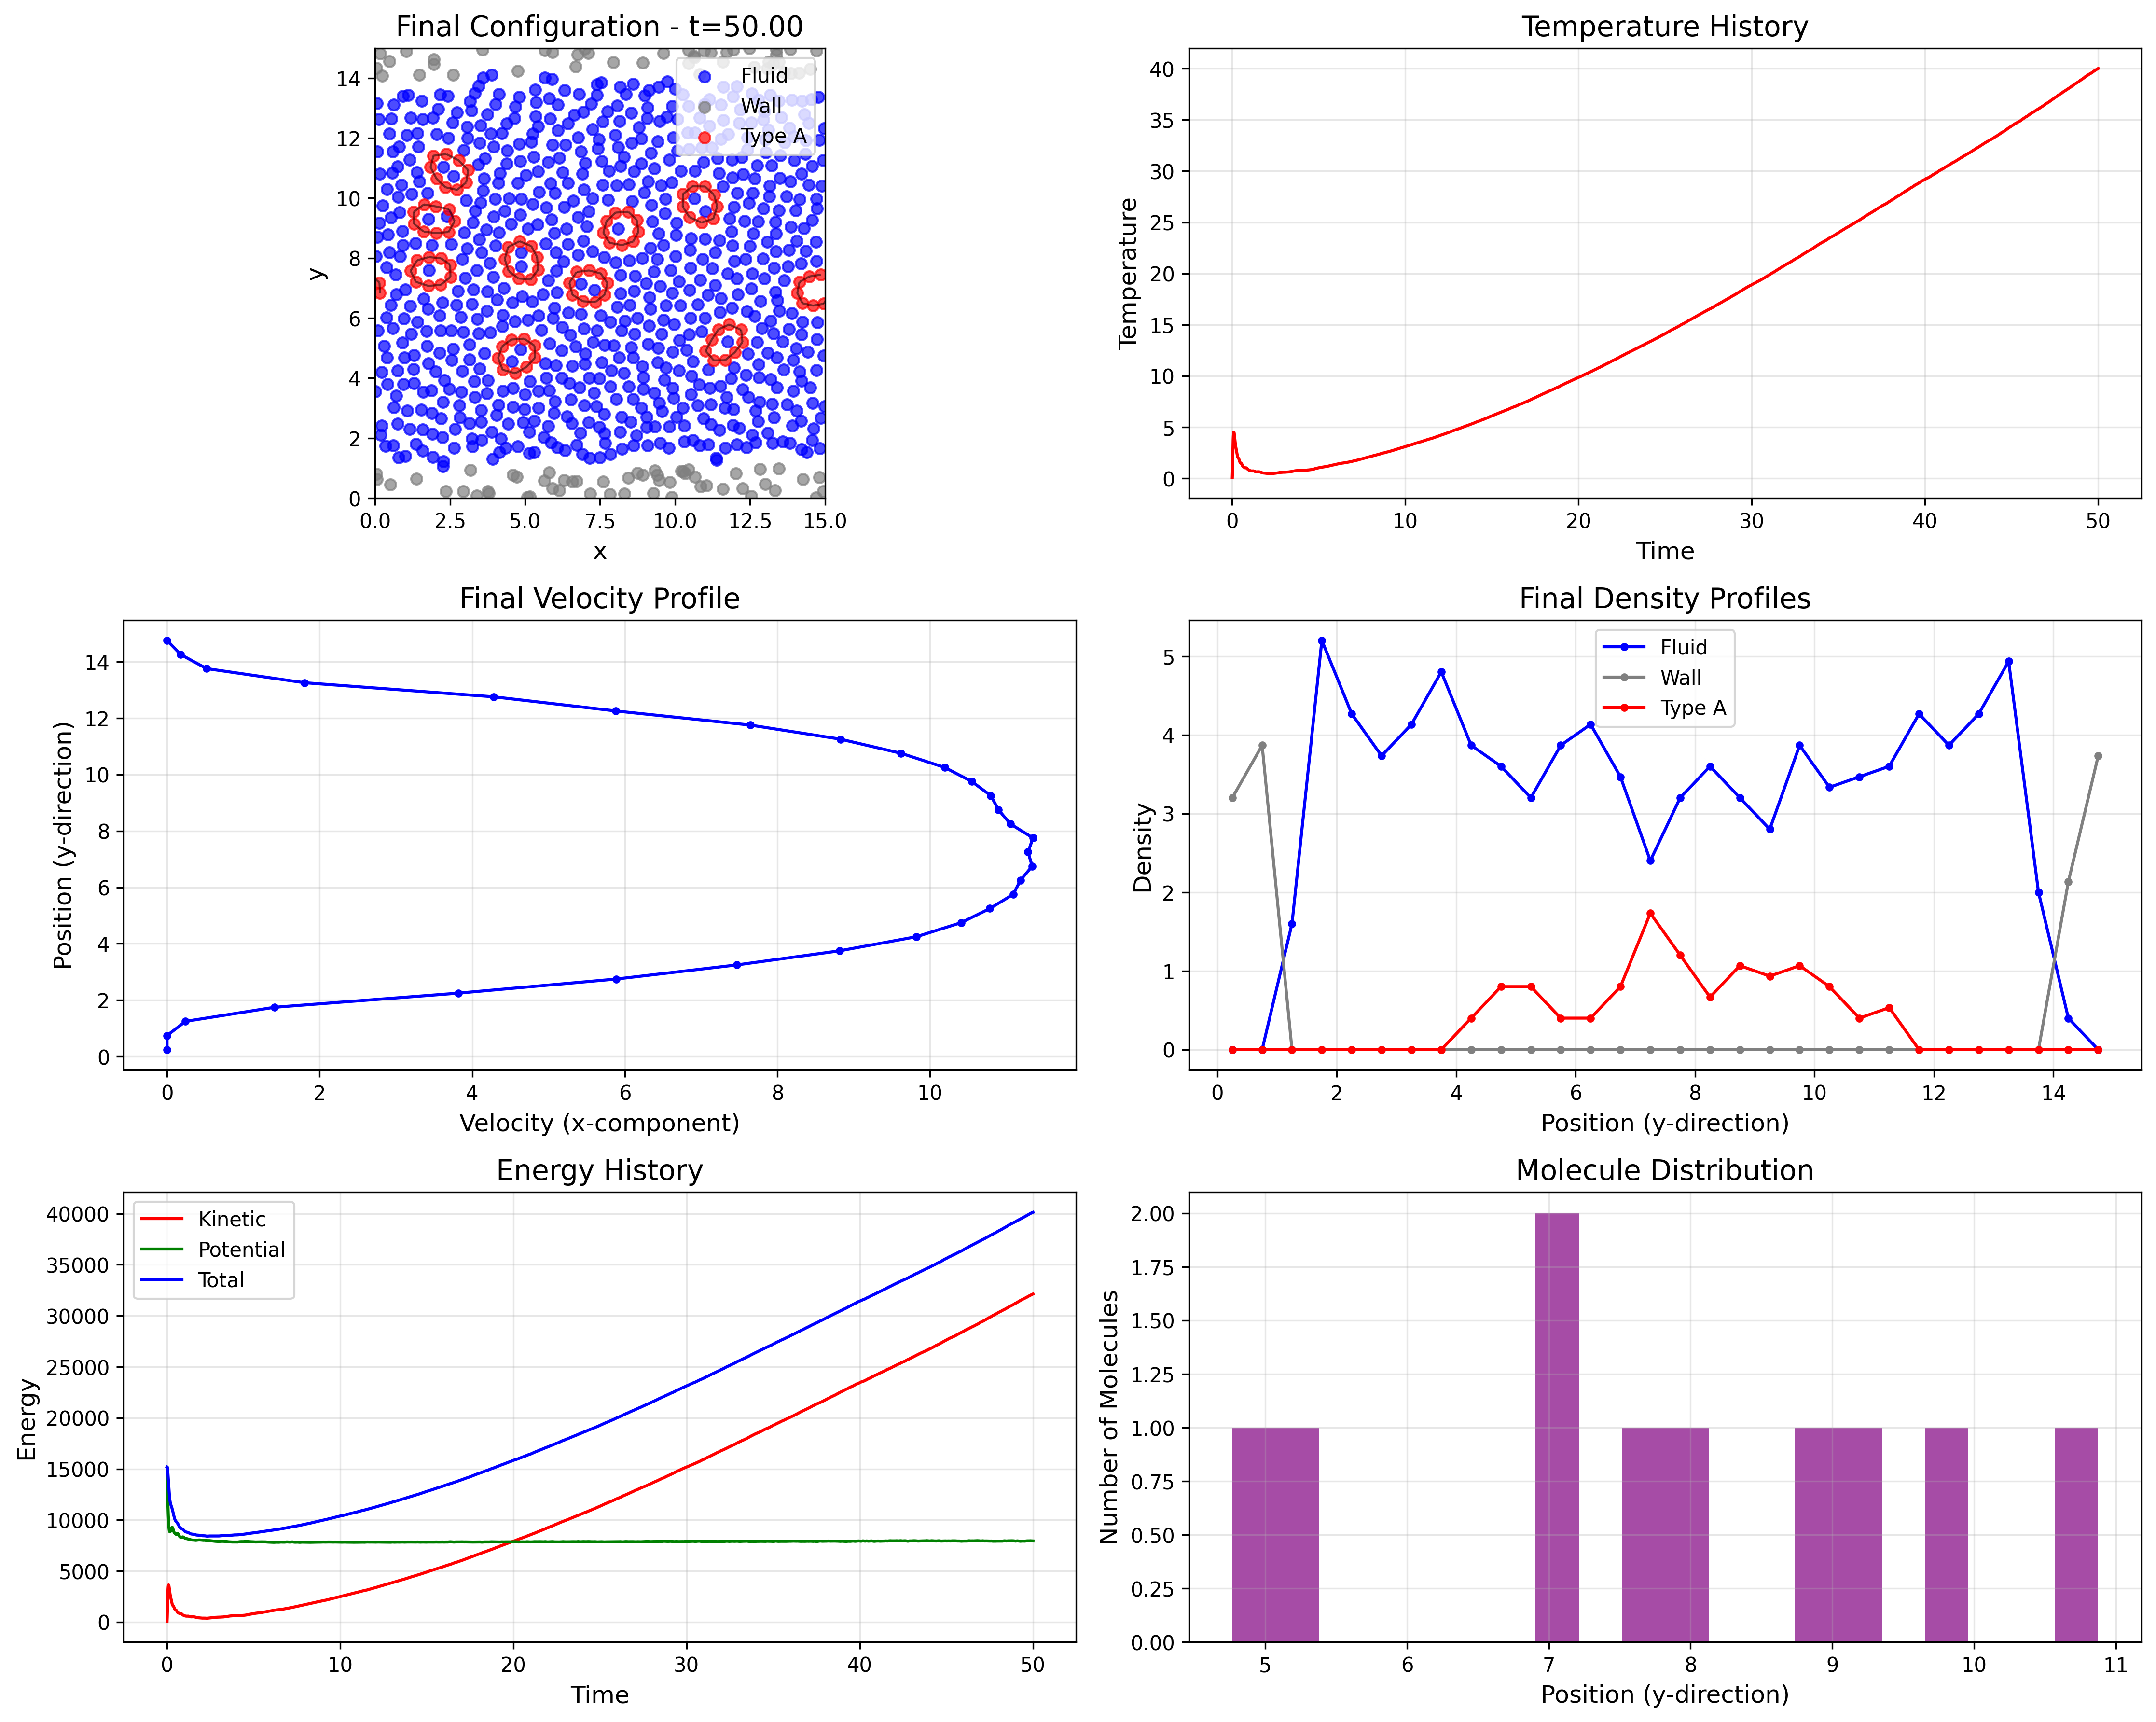 Final Configuration - t=50.00
14
12
10
8
6
4
2
0
y
0.0 2.5 5.0 7.5 10.0 12.5 15.0
x
Fluid
Wall
Type A
Temperature History
40
35
30
25
20
15
10
5
0
Temperature
0 10 20 30 40 50
Time
Final Velocity Profile
14
12
10
8
6
4
2
0
Position (y-direction)
0 2 4 6 8 10
Velocity (x-component)
Final Density Profiles
5
4
3
2
1
0
Density
0 2 4 6 8 10 12 14
Position (y-direction)
Fluid
Wall
Type A
Energy History
40000
35000
30000
25000
20000
15000
10000
5000
0
Energy
0 10 20 30 40 50
Time
Kinetic
Potential
Total
Molecule Distribution
2.00
1.75
1.50
1.25
1.00
0.75
0.50
0.25
0.00
Number of Molecules
5 6 7 8 9 10 11
Position (y-direction)